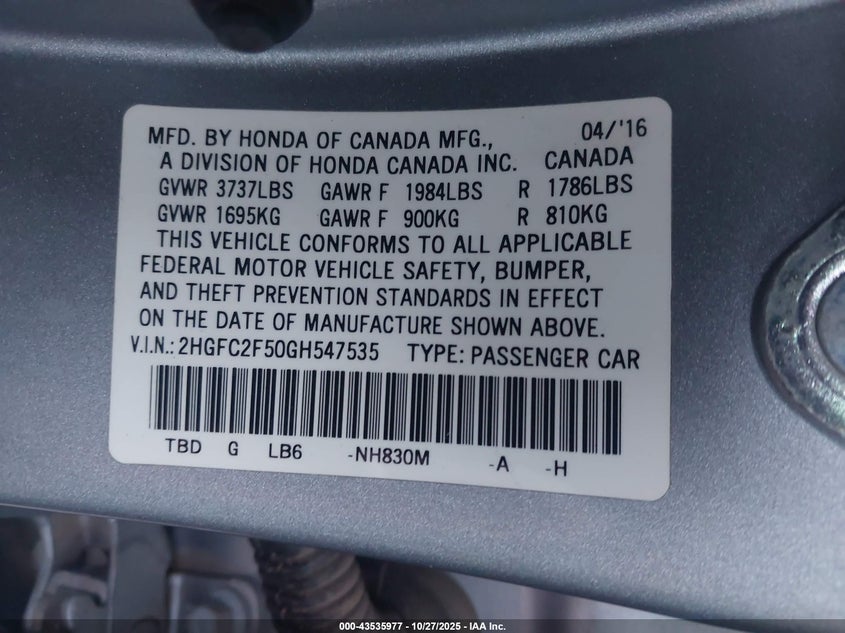 MFD. BY HONDA OF CANADA MFG., 04/'16
A DIVISION OF HONDA CANADA INC. CANADA
GVWR 3737LBS GAWR F 1984LBS R 1786LBS
GVWR 1695KG GAWR F 900KG R 810KG
THIS VEHICLE CONFORMS TO ALL APPLICABLE
FEDERAL MOTOR VEHICLE SAFETY, BUMPER,
AND THEFT PREVENTION STANDARDS IN EFFECT
ON THE DATE OF MANUFACTURE SHOWN ABOVE.
V.I.N.: 2HGFC2F50GH547535 TYPE: PASSENGER CAR
TBD G LB6 -NH830M -A -H
000-43535977 - 10/27/2025 - IAA Inc.